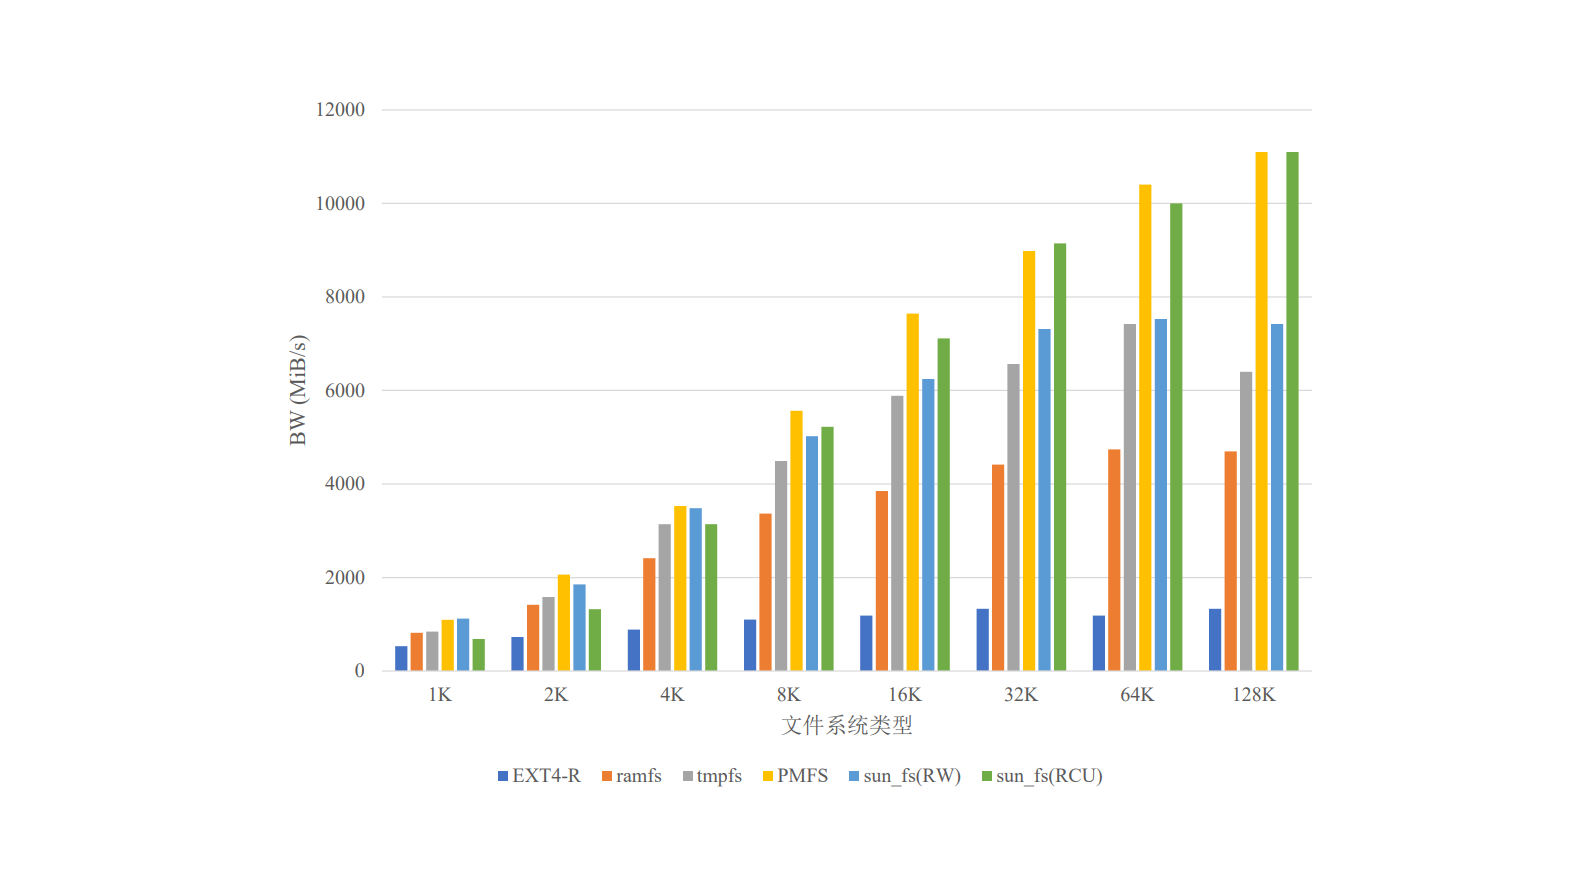 12000
10000
8000
6000
4000
2000
0
BW (MiB/s)
1K 2K 4K 8K 16K 32K 64K 128K
文件系统类型
EXT4-R ramfs tmpfs PMFS sun_fs(RW) sun_fs(RCU)